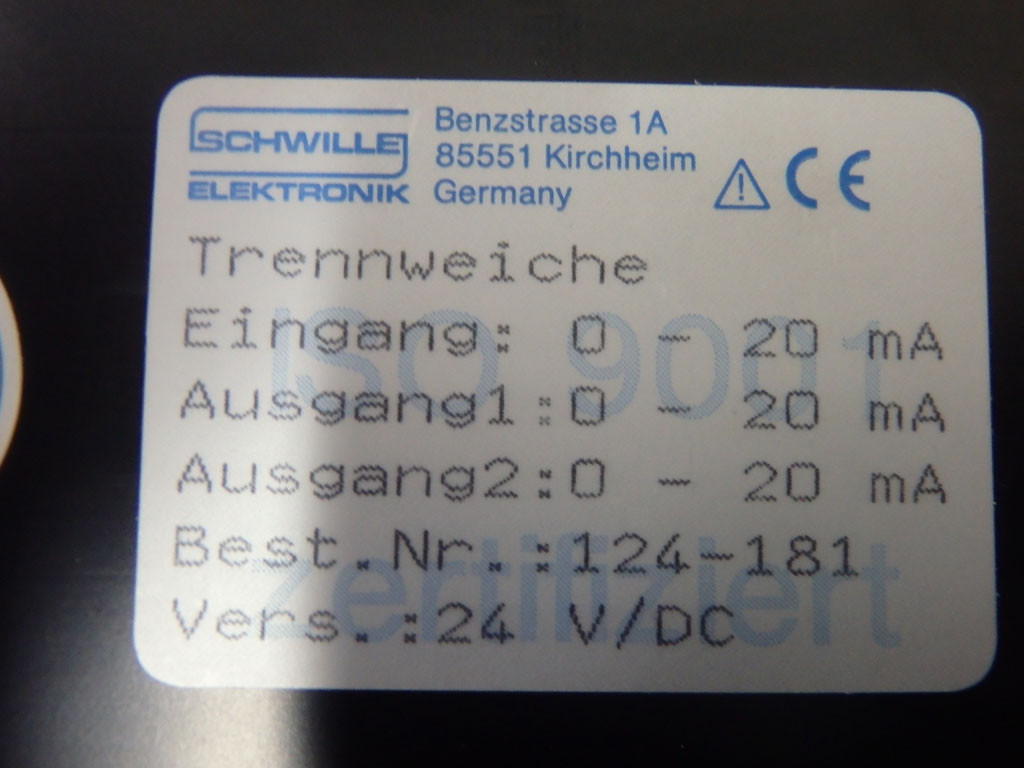 SCHWILLE
ELEKTRONIK
Benzstrasse 1A
85551 Kirchheim
Germany
CE
Trennweiche
Eingang: 0 - 20 mA
Ausgang1:0 - 20 mA
Ausgang2:0 - 20 mA
Best.Nr.:124-181
Vers.:24 V/DC
ISO 9001
zertifiziert